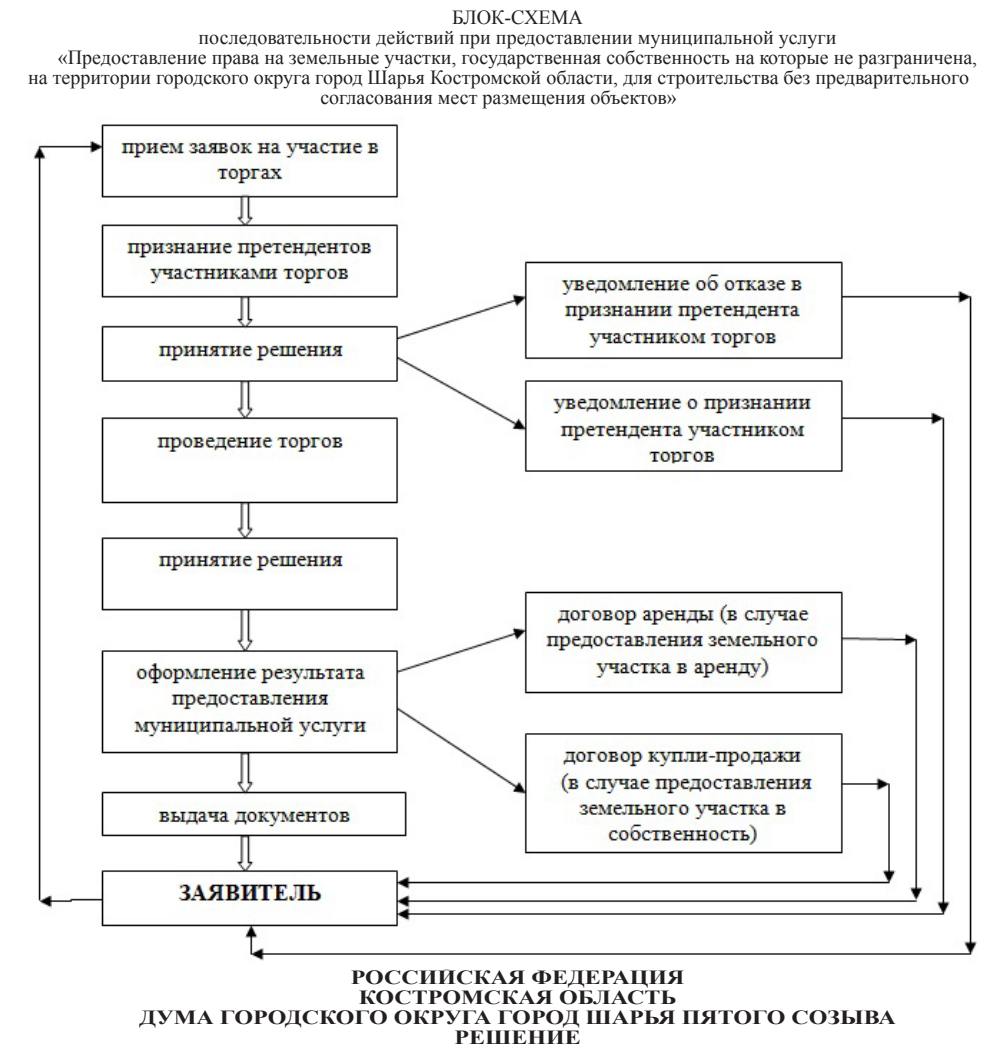 БЛОК-СХЕМА
последовательности действий при предоставлении муниципальной услуги
«Предоставление права на земельные участки, государственная собственность на которые не разграничена,
на территории городского округа город Шарья Костромской области, для строительства без предварительного
согласования мест размещения объектов»
прием заявок на участие в
торгах
признание претендентов
участниками торгов
принятие решения
уведомление об отказе в
признании претендента
участником торгов
уведомление о признании
претендента участником
торгов
проведение торгов
принятие решения
оформление результата
предоставления
муниципальной услуги
договор аренды (в случае
предоставления земельного
участка в аренду)
договор купли-продажи
(в случае предоставления
земельного участка в
собственность)
выдача документов
ЗАЯВИТЕЛЬ
РОССИЙСКАЯ ФЕДЕРАЦИЯ
КОСТРОМСКАЯ ОБЛАСТЬ
ДУМА ГОРОДСКОГО ОКРУГА ГОРОД ШАРЬЯ ПЯТОГО СОЗЫВА
РЕШЕНИЕ